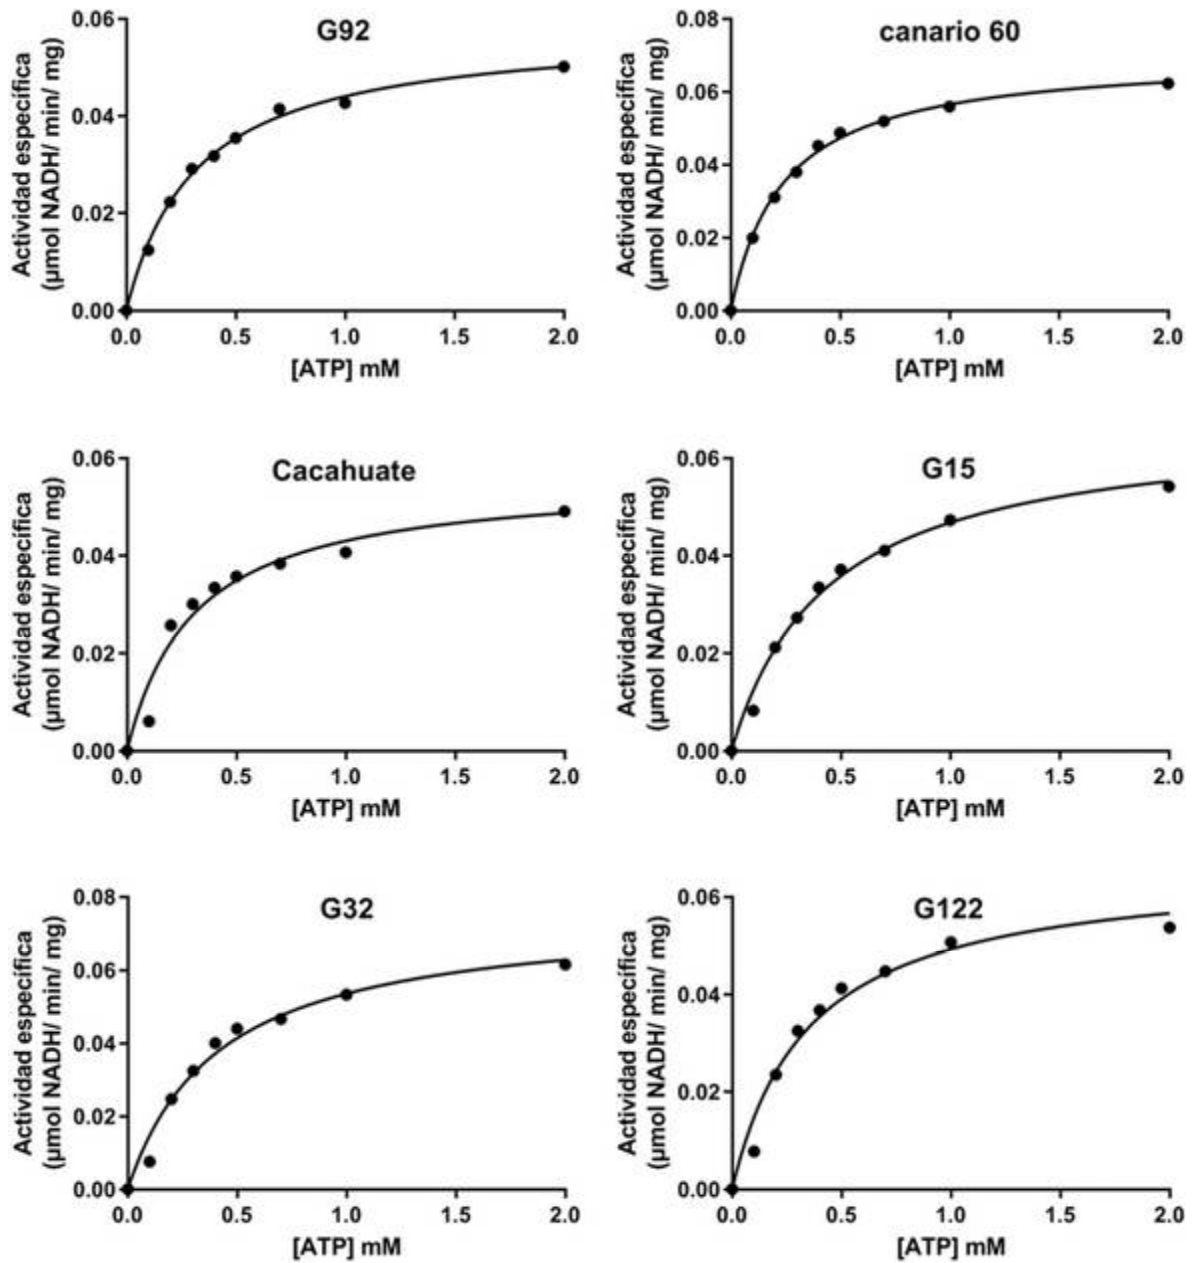 G92
Actividad específica
(µmol NADH/ min/ mg)
0.06
0.04
0.02
0.00
0.0 0.5 1.0 1.5 2.0
[ATP] mM
canario 60
Actividad específica
(µmol NADH/ min/ mg)
0.08
0.06
0.04
0.02
0.00
0.0 0.5 1.0 1.5 2.0
[ATP] mM
Cacahuate
Actividad específica
(µmol NADH/ min/ mg)
0.06
0.04
0.02
0.00
0.0 0.5 1.0 1.5 2.0
[ATP] mM
G15
Actividad específica
(µmol NADH/ min/ mg)
0.06
0.04
0.02
0.00
0.0 0.5 1.0 1.5 2.0
[ATP] mM
G32
Actividad específica
(µmol NADH/ min/ mg)
0.08
0.06
0.04
0.02
0.00
0.0 0.5 1.0 1.5 2.0
[ATP] mM
G122
Actividad específica
(µmol NADH/ min/ mg)
0.06
0.04
0.02
0.00
0.0 0.5 1.0 1.5 2.0
[ATP] mM